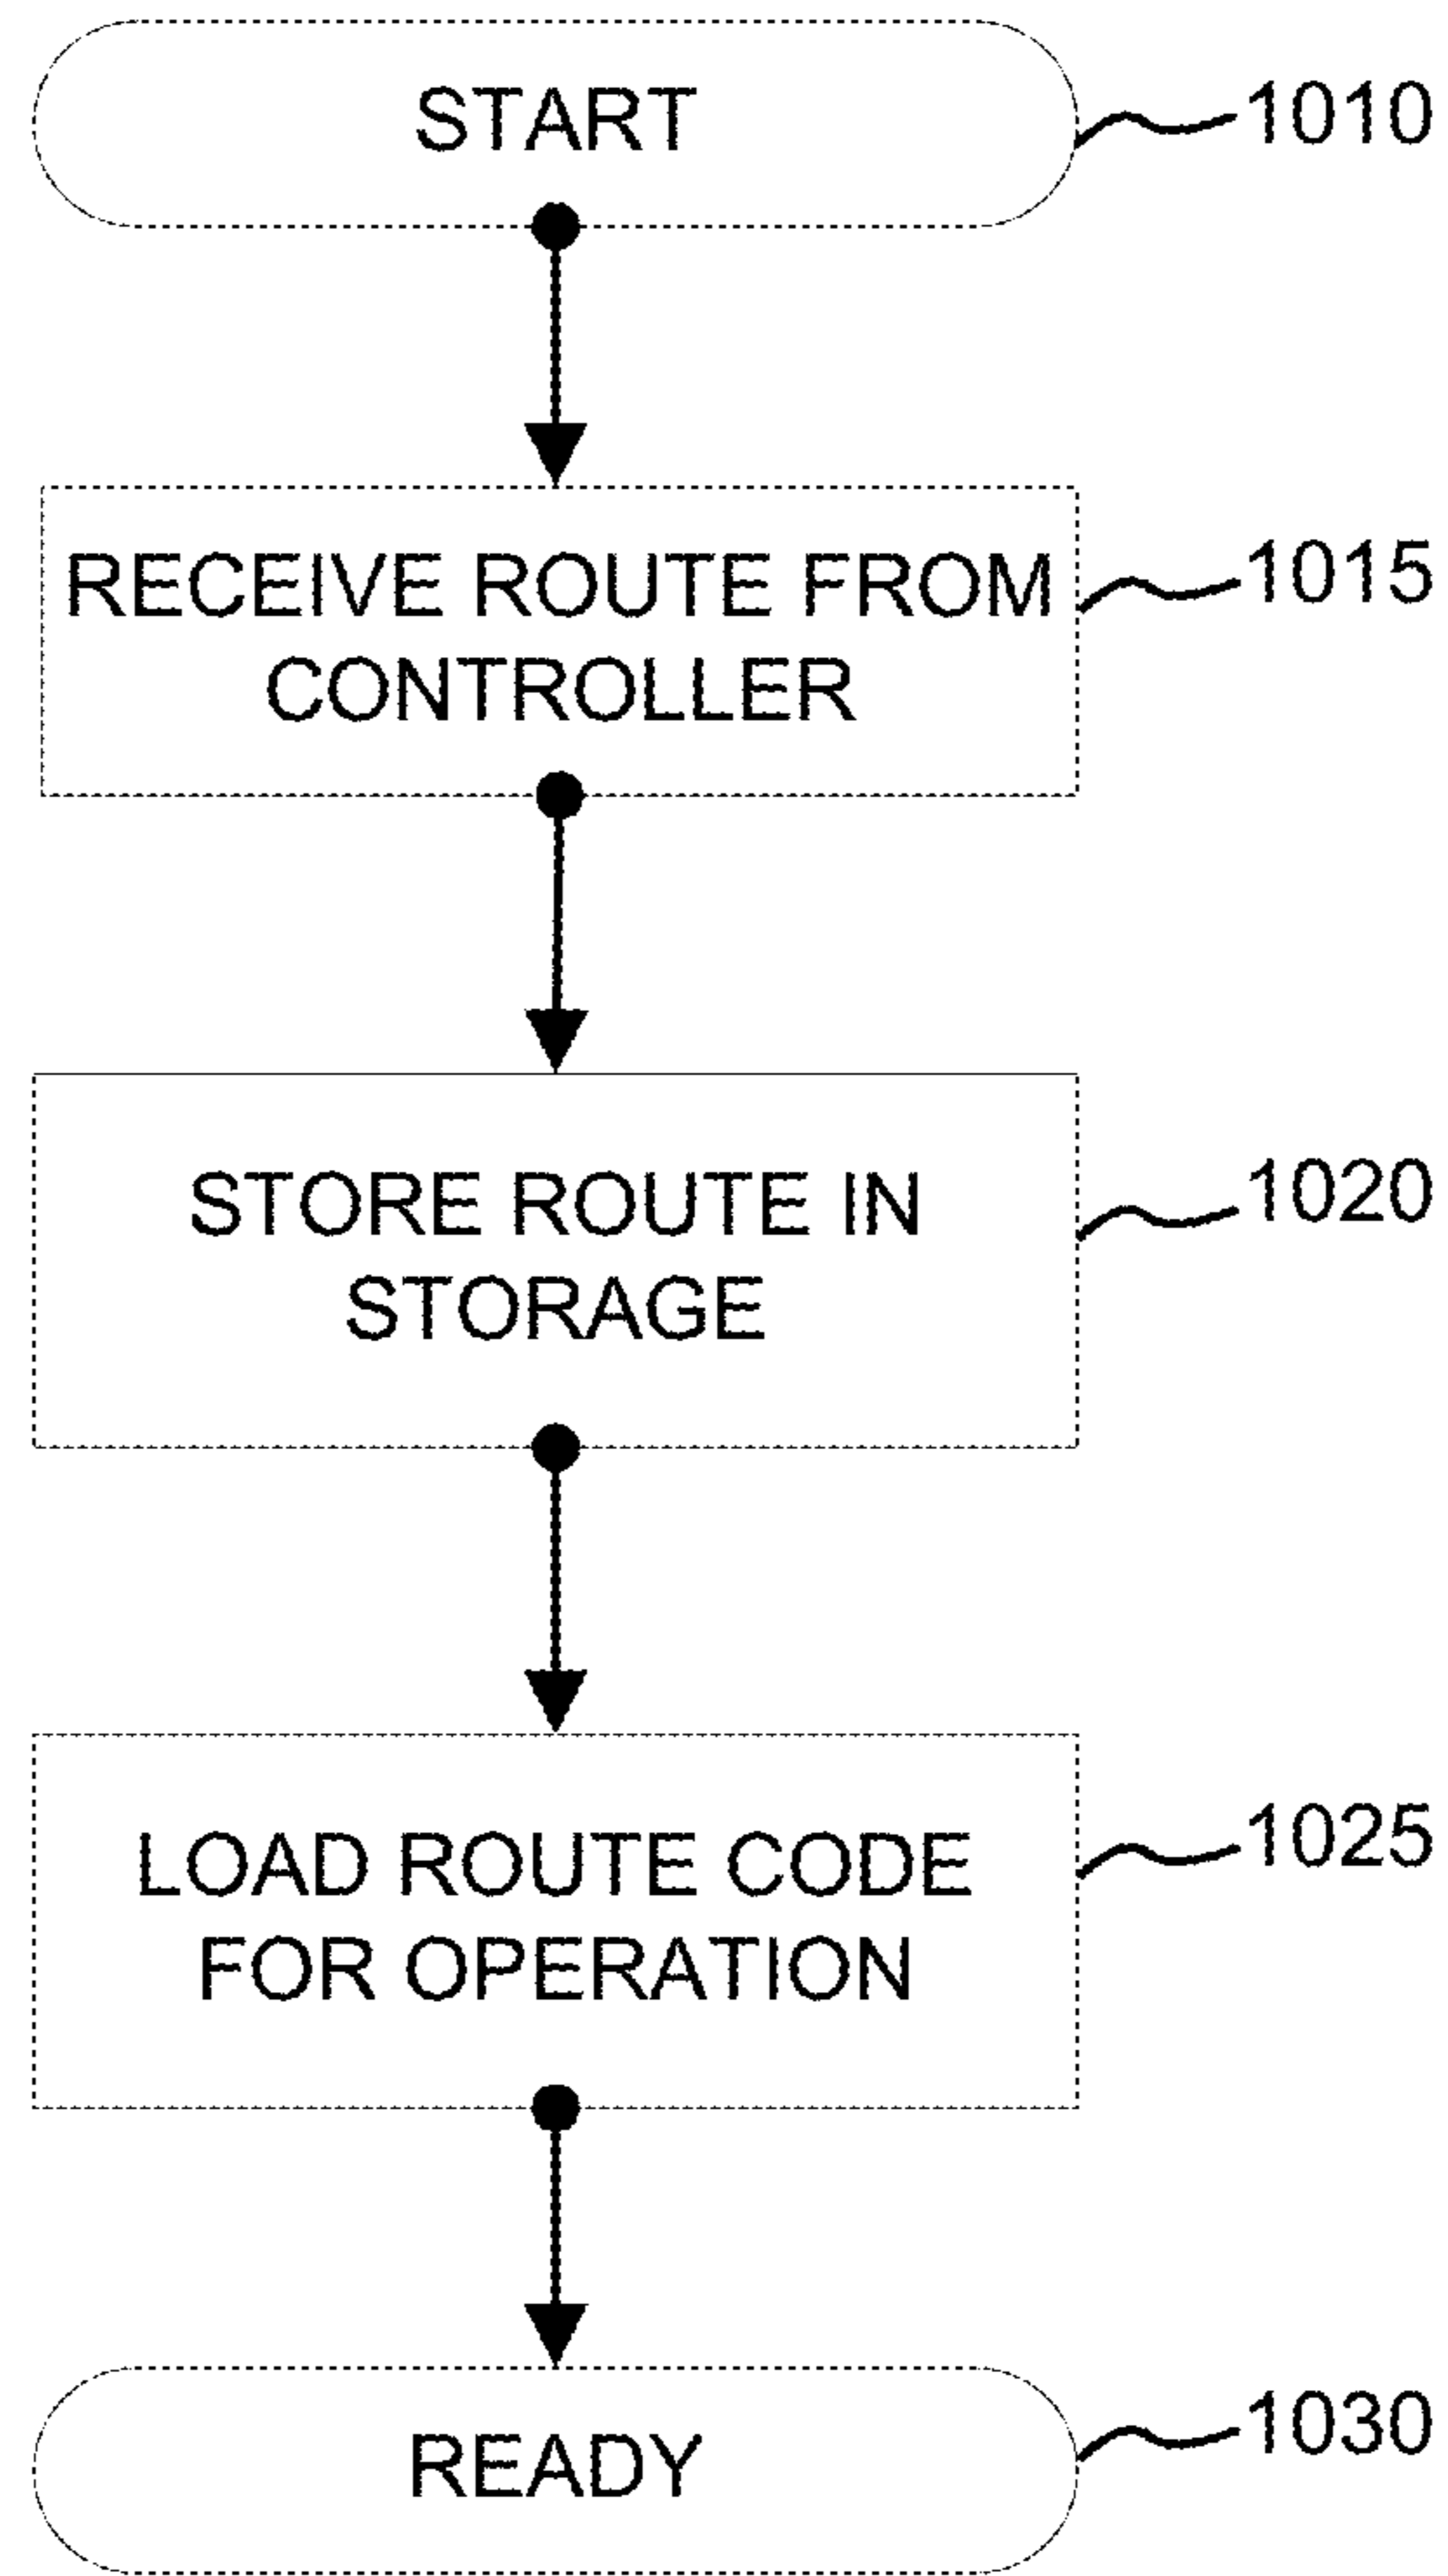 START
1010
RECEIVE ROUTE FROM
CONTROLLER
1015
STORE ROUTE IN
STORAGE
1020
LOAD ROUTE CODE
FOR OPERATION
1025
READY
1030